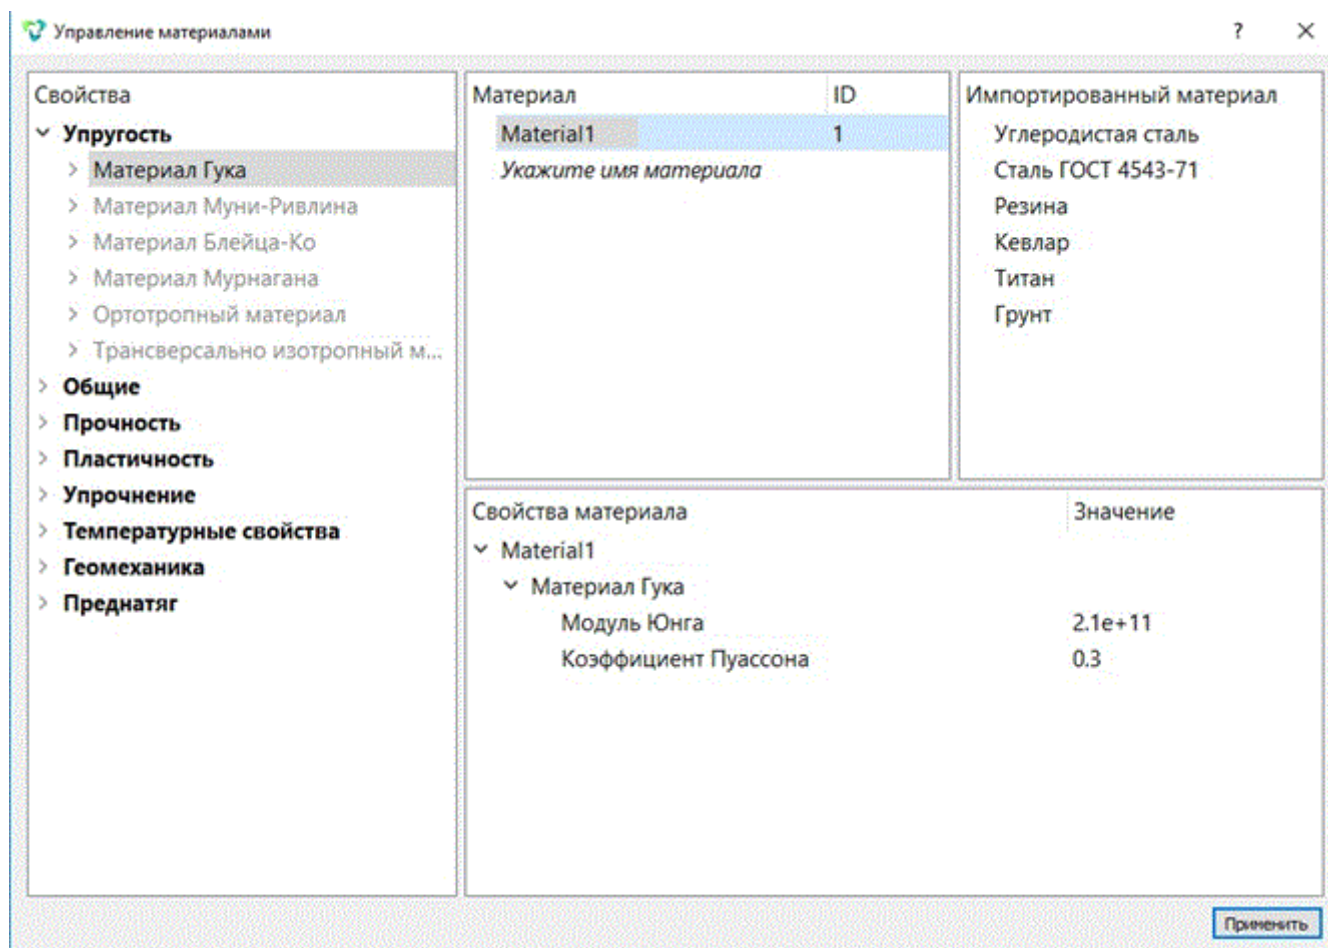 Управление материалами
?
Свойства
Упругость
Материал Гука
Материал Муни-Ривлина
Материал Блейца-Ко
Материал Мурнагана
Ортотропный материал
Трансверсально изотропный м...
Общие
Прочность
Пластичность
Упрочнение
Температурные свойства
Геомеханика
Преднатяг
Материал ID
Material1 1
Укажите имя материала
Импортированный материал
Углеродистая сталь
Сталь ГОСТ 4543-71
Резина
Кевлар
Титан
Грунт
Свойства материала Значение
Material1
Материал Гука
Модуль Юнга 2.1e+11
Коэффициент Пуассона 0.3
Применить